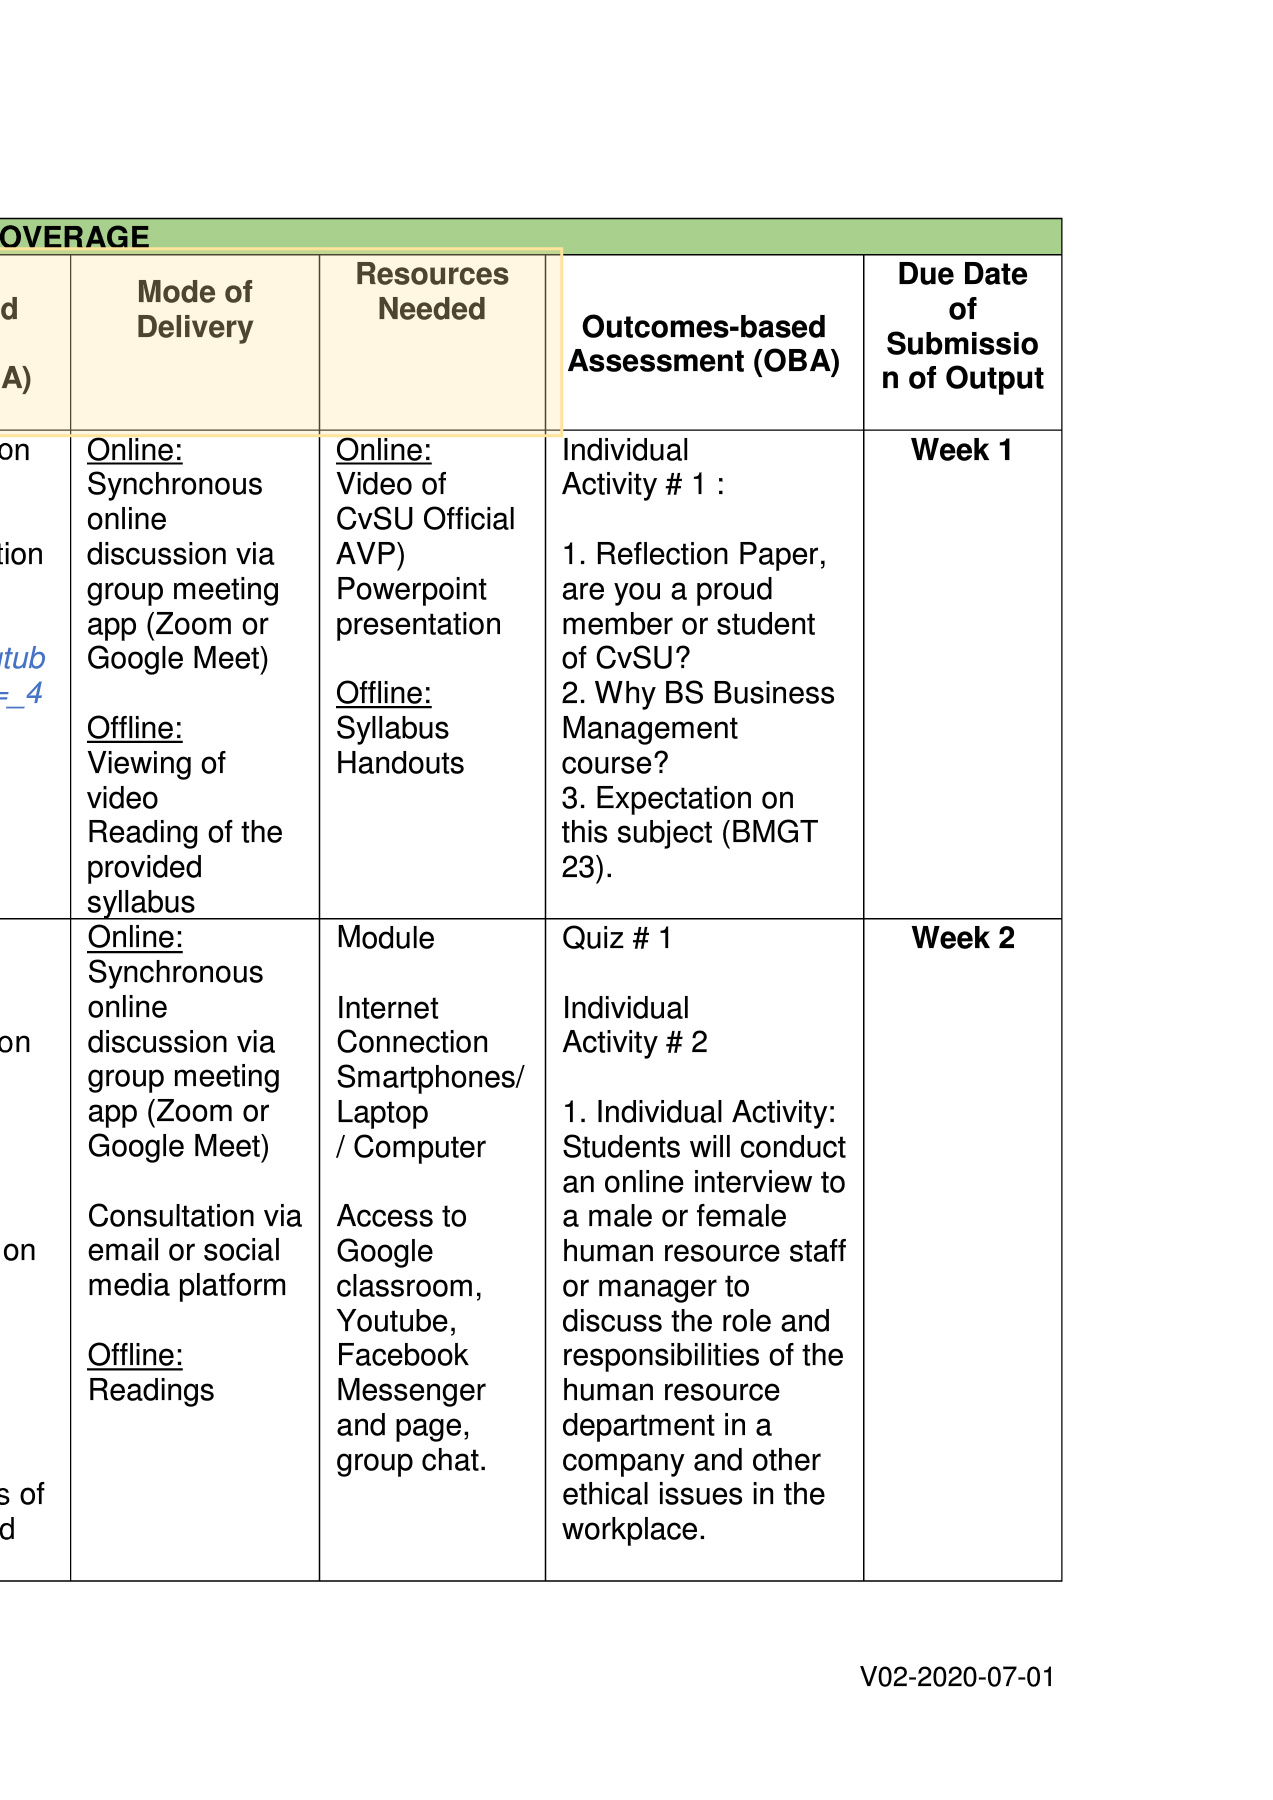 OVERAGE
d
A)
Mode of
Delivery
Resources
Needed
Outcomes-based
Assessment (OBA)
Due Date
of
Submissio
n of Output
on
tion
utub
=_4
Online:
Synchronous
online
discussion via
group meeting
app (Zoom or
Google Meet)
Offline:
Viewing of
video
Reading of the
provided
syllabus
Online:
Video of
CvSU Official
AVP)
Powerpoint
presentation
Offline:
Syllabus
Handouts
Individual
Activity # 1 :
1. Reflection Paper,
are you a proud
member or student
of CvSU?
2. Why BS Business
Management
course?
3. Expectation on
this subject (BMGT
23).
Week 1
on
on
s of
d
Online:
Synchronous
online
discussion via
group meeting
app (Zoom or
Google Meet)
Consultation via
email or social
media platform
Offline:
Readings
Module
Internet
Connection
Smartphones/
Laptop
/ Computer
Access to
Google
classroom,
Youtube,
Facebook
Messenger
and page,
group chat.
Quiz # 1
Individual
Activity # 2
1. Individual Activity:
Students will conduct
an online interview to
a male or female
human resource staff
or manager to
discuss the role and
responsibilities of the
human resource
department in a
company and other
ethical issues in the
workplace.
Week 2
V02-2020-07-01